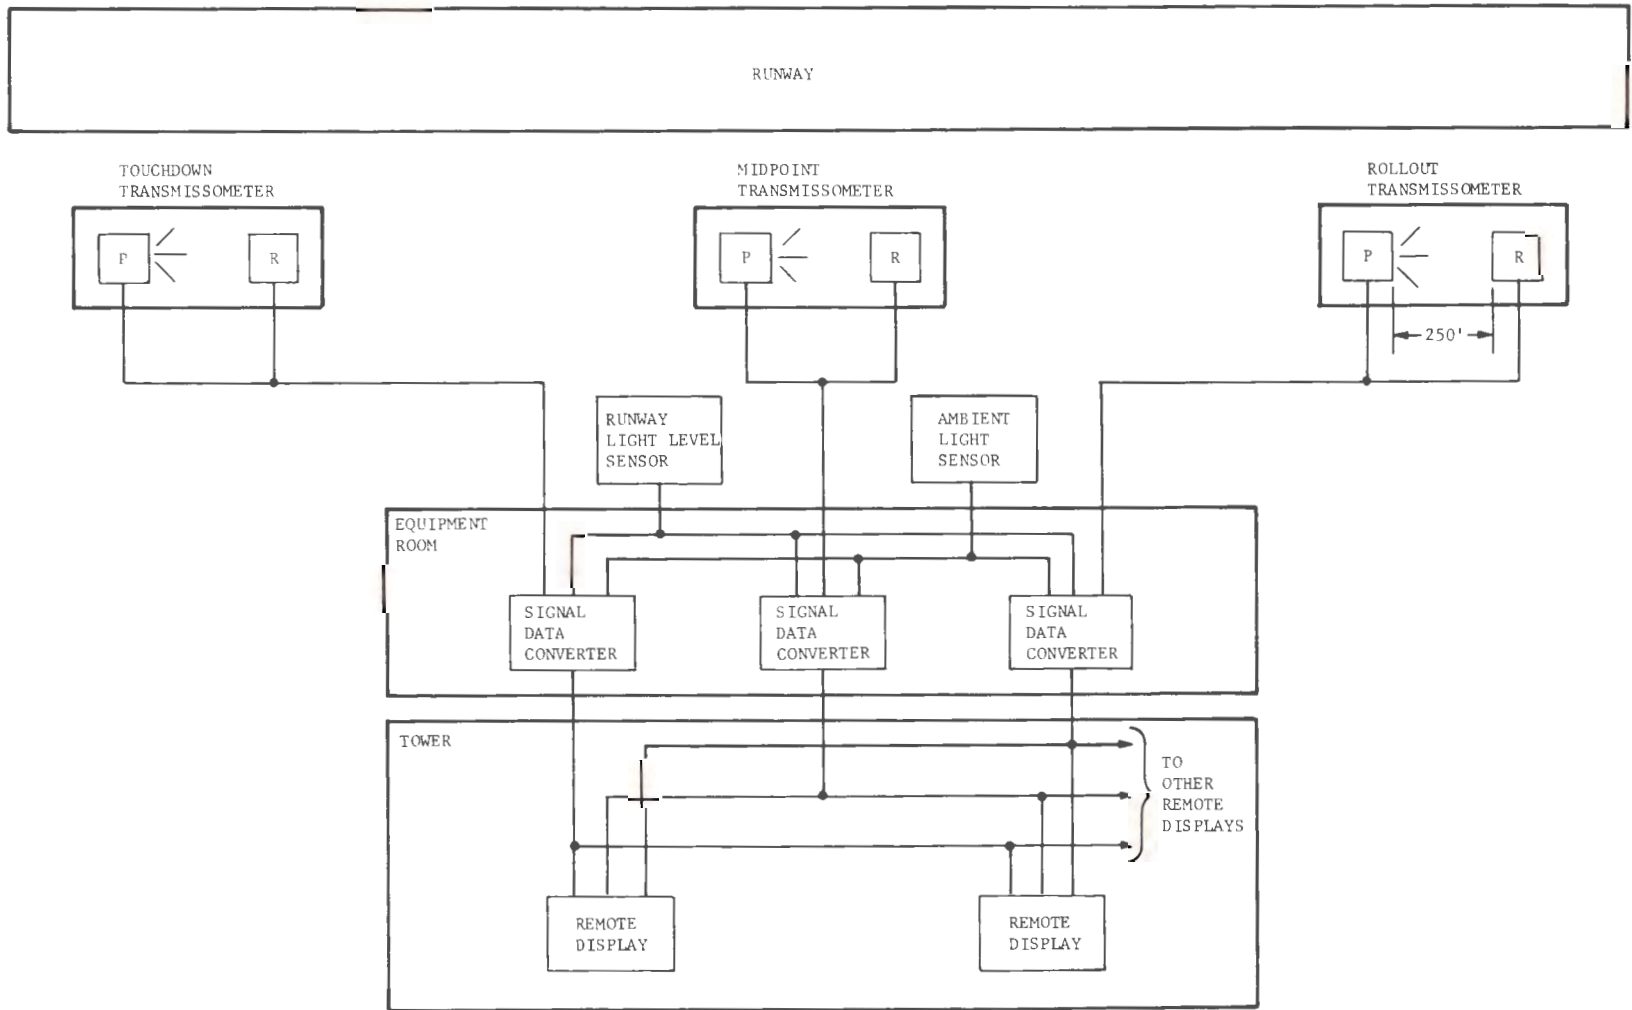 RUNWAY
TOUCHDOWN
TRANSMISSOMETER
MIDPOINT
TRANSMISSOMETER
ROLLOUT
TRANSMISSOMETER
P
R
P
R
P
R
250'
RUNWAY
LIGHT LEVEL
SENSOR
AMBIENT
LIGHT
SENSOR
EQUIPMENT
ROOM
SIGNAL
DATA
CONVERTER
SIGNAL
DATA
CONVERTER
SIGNAL
DATA
CONVERTER
TOWER
TO
OTHER
REMOTE
DISPLAYS
REMOTE
DISPLAY
REMOTE
DISPLAY